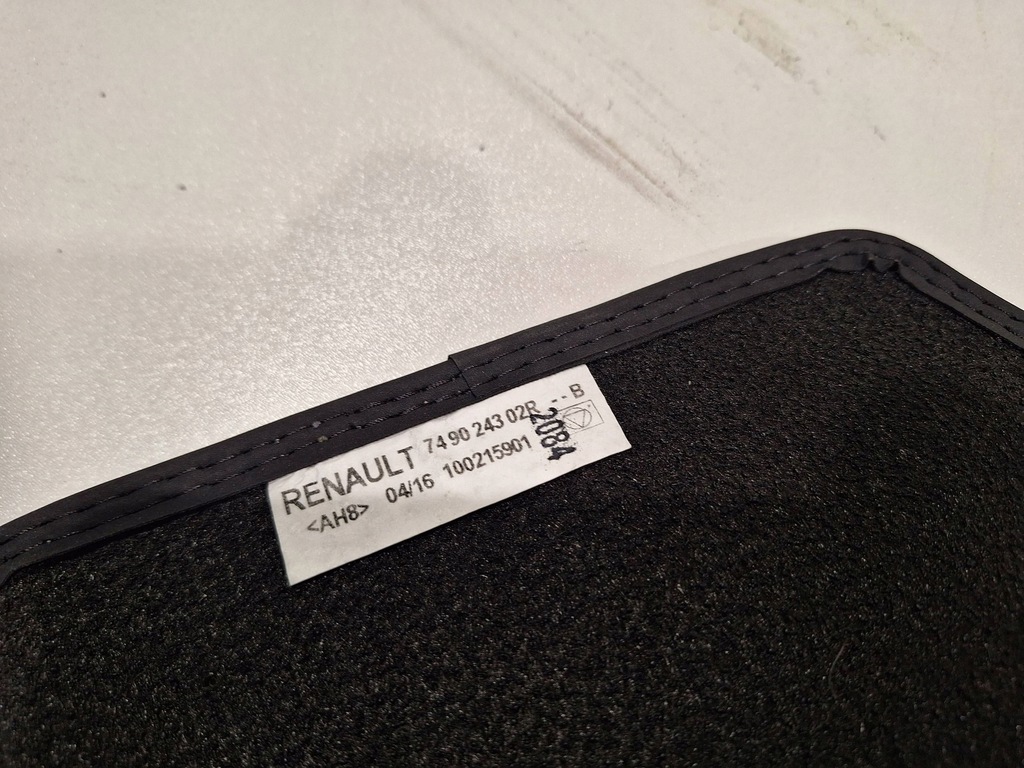 RENAULT 74 90 243 02R -- B
<AH8> 04/16 100215901
2084